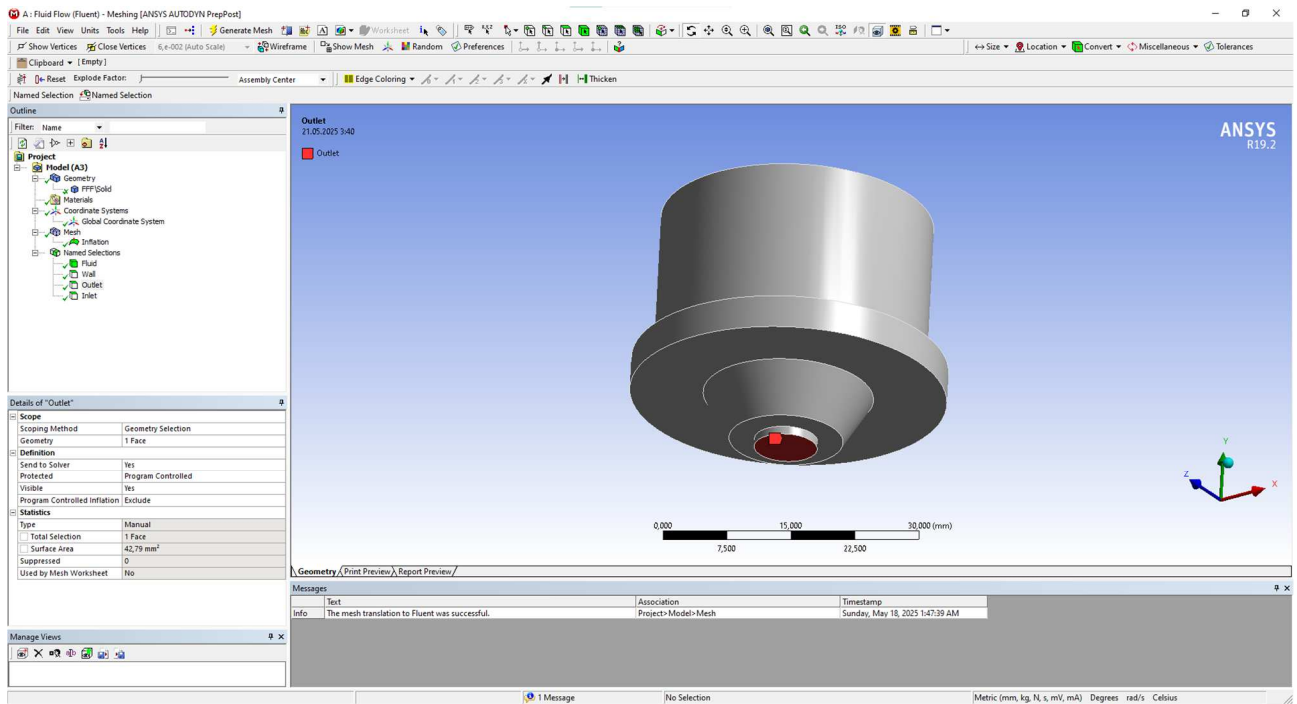 A : Fluid Flow (Fluent) - Meshing [ANSYS AUTODYN PrepPost]
File Edit View Units Tools Help Generate Mesh Worksheet
Show Vertices Close Vertices 6,e-002 (Auto Scale) Wireframe Show Mesh Random Preferences Size Location Convert Miscellaneous Tolerances
Clipboard [Empty]
Reset Explode Factor: Assembly Center Edge Coloring Thicken
Named Selection Named Selection
Outline
Filter: Name
Project
Model (A3)
Geometry
FFF\Solid
Materials
Coordinate Systems
Global Coordinate System
Mesh
Inflation
Named Selections
Fluid
Wall
Outlet
Inlet
Details of "Outlet"
Scope
Scoping Method Geometry Selection
Geometry 1 Face
Definition
Send to Solver Yes
Protected Program Controlled
Visible Yes
Program Controlled Inflation Exclude
Statistics
Type Manual
Total Selection 1 Face
Surface Area 42,79 mm²
Suppressed 0
Used by Mesh Worksheet No
Manage Views
Outlet
21.05.2025 3:40
Outlet
ANSYS
R19.2
Y
Z
X
0,000 15,000 30,000 (mm)
7,500 22,500
Geometry Print Preview Report Preview
Messages
Text Association Timestamp
Info The mesh translation to Fluent was successful. Project>Model>Mesh Sunday, May 18, 2025 1:47:39 AM
1 Message No Selection Metric (mm, kg, N, s, mV, mA) Degrees rad/s Celsius